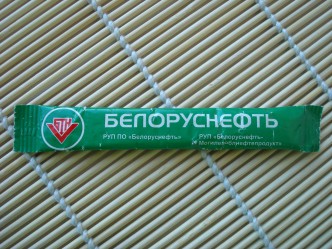 БЕЛОРУСНЕФТЬ
РУП ПО «Белоруснефть»
РУП «Белоруснефть-
Могилевоблнефтепродукт»